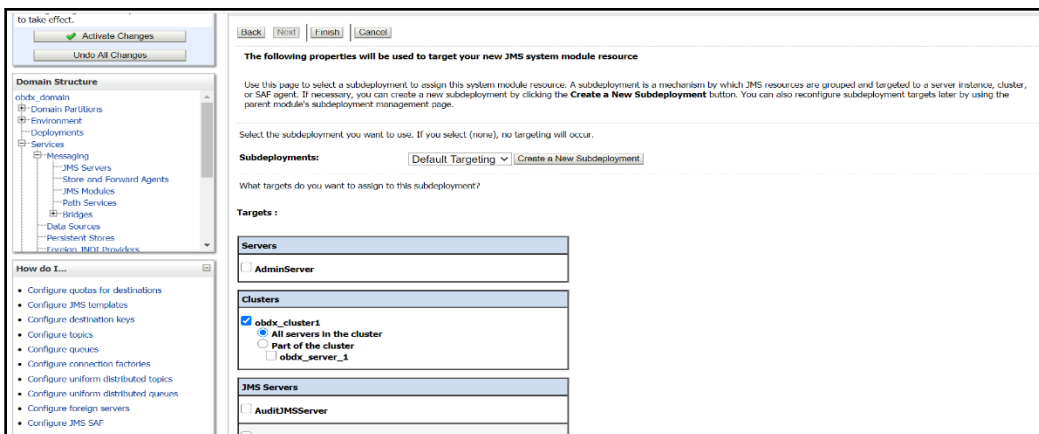 to take effect.
Activate Changes
Undo All Changes
Domain Structure
obdx_domain
Domain Partitions
Environment
Deployments
Services
Messaging
JMS Servers
Store and Forward Agents
JMS Modules
Path Services
Bridges
Data Sources
Persistent Stores
Foreign JNDI Providers
How do I...
Configure quotas for destinations
Configure JMS templates
Configure destination keys
Configure topics
Configure queues
Configure connection factories
Configure uniform distributed topics
Configure uniform distributed queues
Configure foreign servers
Configure JMS SAF
Back Next Finish Cancel
The following properties will be used to target your new JMS system module resource
Use this page to select a subdeployment to assign this system module resource. A subdeployment is a mechanism by which JMS resources are grouped and targeted to a server instance, cluster,
or SAF agent. If necessary, you can create a new subdeployment by clicking the Create a New Subdeployment button. You can also reconfigure subdeployment targets later by using the
parent module's subdeployment management page.
Select the subdeployment you want to use. If you select (none), no targeting will occur.
Subdeployments: Default Targeting Create a New Subdeployment
What targets do you want to assign to this subdeployment?
Targets :
Servers
AdminServer
Clusters
obdx_cluster1
All servers in the cluster
Part of the cluster
obdx_server_1
JMS Servers
AuditJMSServer